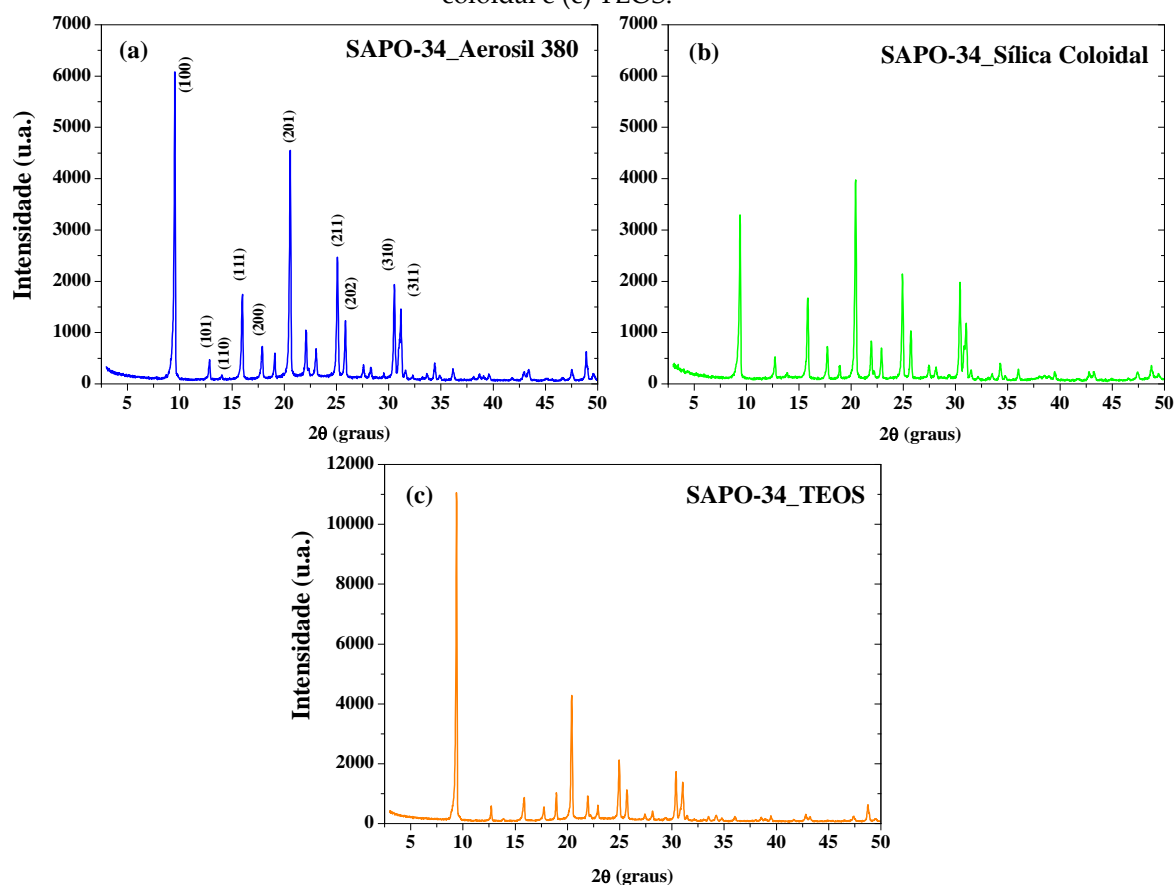 coloidal e (c) TEOS.
(a)
SAPO-34_Aerosil 380
7000
6000
5000
4000
3000
2000
1000
0
Intensidade (u.a.)
(100)
(101)
(110)
(111)
(200)
(201)
(211)
(202)
(310)
(311)
5 10 15 20 25 30 35 40 45 50
2θ (graus)
(b)
SAPO-34_Sílica Coloidal
7000
6000
5000
4000
3000
2000
1000
0
5 10 15 20 25 30 35 40 45 50
2θ (graus)
(c)
SAPO-34_TEOS
12000
10000
8000
6000
4000
2000
0
Intensidade (u.a.)
5 10 15 20 25 30 35 40 45 50
2θ (graus)